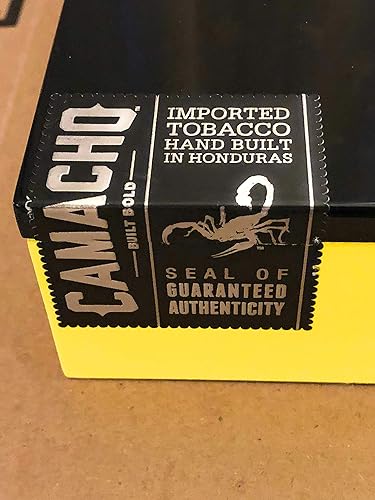 CAMACHO
BUILT BOLD
IMPORTED
TOBACCO
HAND BUILT
IN HONDURAS
SEAL OF
GUARANTEED
AUTHENTICITY